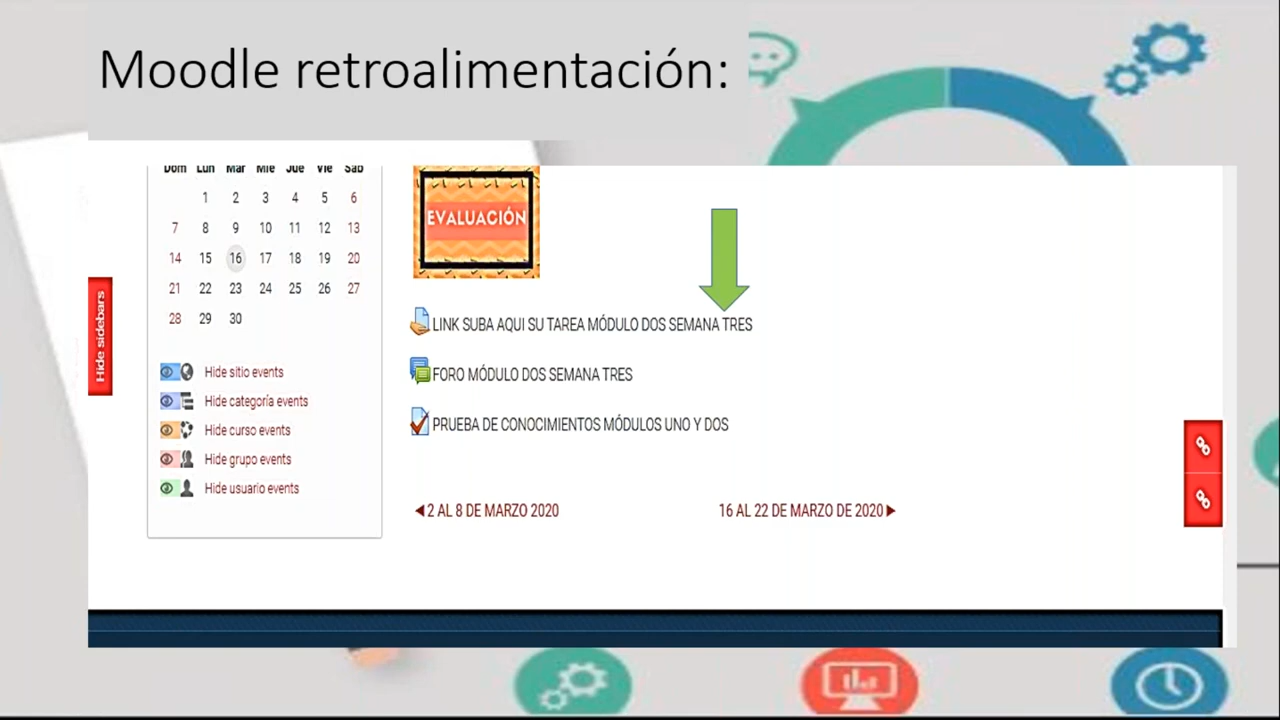 Moodle retroalimentación:
Dom Lun Mar Mié Jue Vie Sáb
1 2 3 4 5 6
7 8 9 10 11 12 13
14 15 16 17 18 19 20
21 22 23 24 25 26 27
28 29 30
Hide sidebars
Hide sitio events
Hide categoría events
Hide curso events
Hide grupo events
Hide usuario events
EVALUACIÓN
LINK SUBA AQUI SU TAREA MÓDULO DOS SEMANA TRES
FORO MÓDULO DOS SEMANA TRES
PRUEBA DE CONOCIMIENTOS MÓDULOS UNO Y DOS
◀2 AL 8 DE MARZO 2020
16 AL 22 DE MARZO DE 2020▶